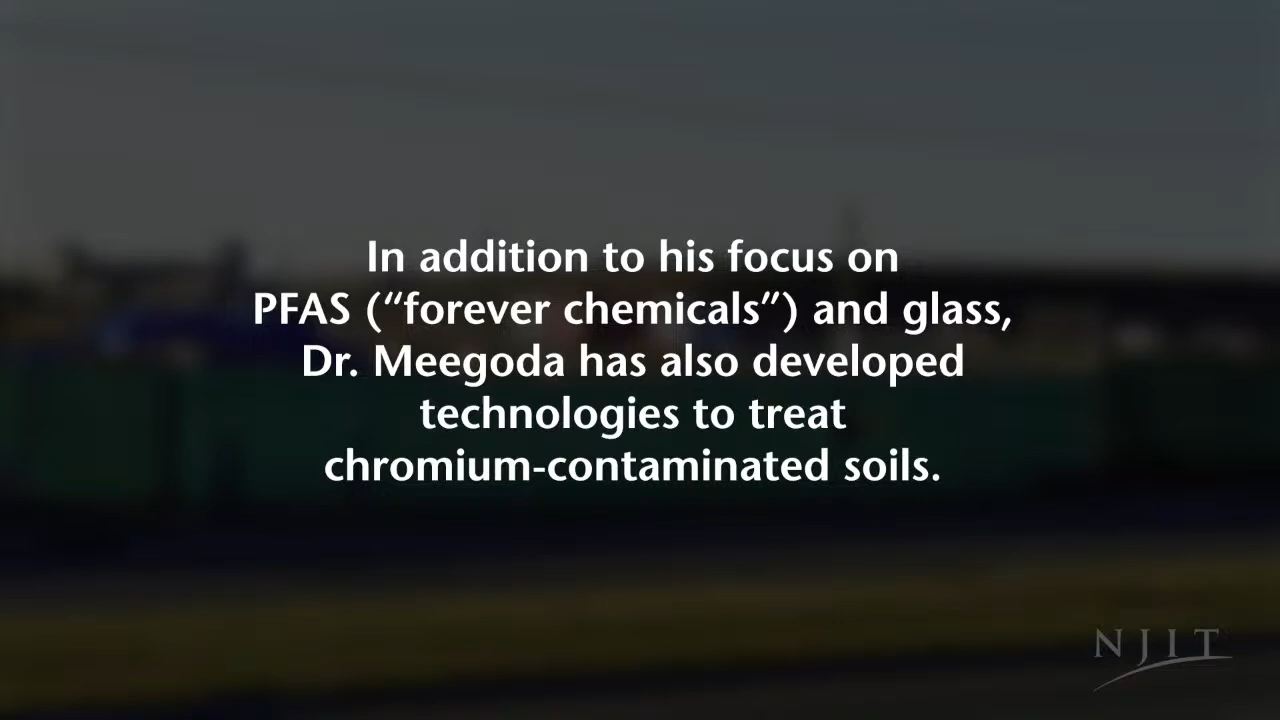 In addition to his focus on
PFAS (“forever chemicals”) and glass,
Dr. Meegoda has also developed
technologies to treat
chromium-contaminated soils.
NJIT